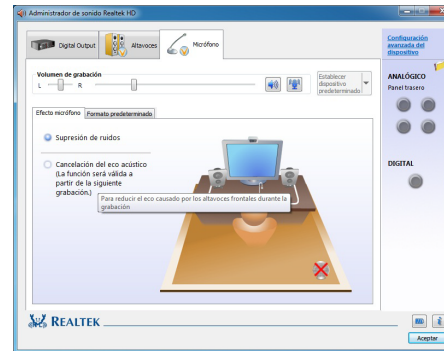 Administrador de sonido Realtek HD
Digital Output
Altavoces
Micrófono
Configuración
avanzada del
dispositivo
Volumen de grabación
L
R
Establecer
dispositivo
predeterminado
ANALÓGICO
Panel trasero
Efecto micrófono
Formato predeterminado
Supresión de ruidos
Cancelación del eco acústico
(La función será válida a
partir de la siguiente
grabación.)
Para reducir el eco causado por los altavoces frontales durante la
grabación
DIGITAL
REALTEK
Aceptar